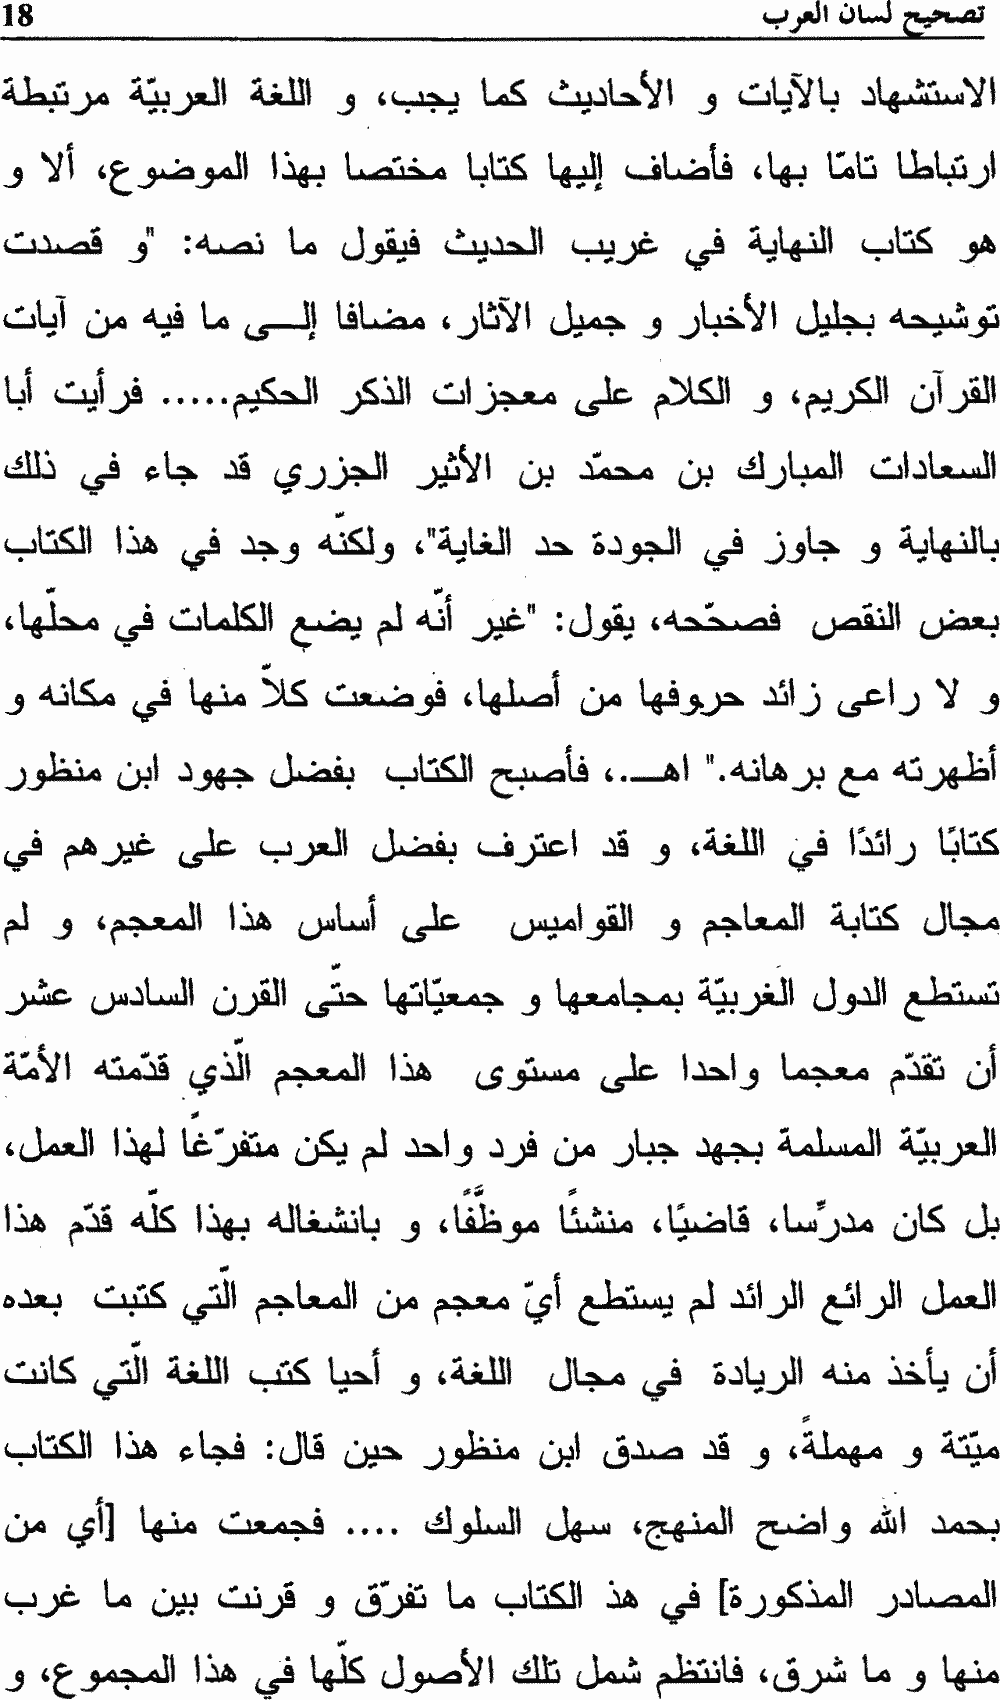 تصحيح لسان العرب 18
الاستشهاد بالآيات و الأحاديث كما يجب، و اللغة العربيّة مرتبطة
ارتباطا تامّا بها، فأضاف إليها كتابا مختصا بهذا الموضوع، ألا و
هو كتاب النهاية في غريب الحديث فيقول ما نصه: "و قصدت
توشيحه بجليل الأخبار و جميل الآثار، مضافا إلـــى ما فيه من آيات
القرآن الكريم، و الكلام على معجزات الذكر الحكيم..... فرأيت أبا
السعادات المبارك بن محمّد بن الأثير الجزري قد جاء في ذلك
بالنهاية و جاوز في الجودة حد الغاية"، ولكنّه وجد في هذا الكتاب
بعض النقص فصحّحه، يقول: "غير أنّه لم يضع الكلمات في محلّها،
و لا راعى زائد حروفها من أصلها، فوضعت كلاّ منها في مكانه و
أظهرته مع برهانه." اهـــ.، فأصبح الكتاب بفضل جهود ابن منظور
كتابًا رائدًا في اللغة، و قد اعترف بفضل العرب على غيرهم في
مجال كتابة المعاجم و القواميس على أساس هذا المعجم، و لم
تستطع الدول الغربيّة بمجامعها و جمعيّاتها حتّى القرن السادس عشر
أن تقدّم معجما واحدا على مستوى هذا المعجم الّذي قدّمته الأمّة
العربيّة المسلمة بجهد جبار من فرد واحد لم يكن متفرّغًا لهذا العمل،
بل كان مدرِّسا، قاضيًا، منشئًا موظَّفًا، و بانشغاله بهذا كلّه قدّم هذا
العمل الرائع الرائد لم يستطع أيّ معجم من المعاجم الّتي كتبت بعده
أن يأخذ منه الريادة في مجال اللغة، و أحيا كتب اللغة الّتي كانت
ميّتة و مهملةً، و قد صدق ابن منظور حين قال: فجاء هذا الكتاب
بحمد الله واضح المنهج، سهل السلوك .... فجمعت منها [أي من
المصادر المذكورة] في هذ الكتاب ما تفرّق و قرنت بين ما غرب
منها و ما شرق، فانتظم شمل تلك الأصول كلّها في هذا المجموع، و